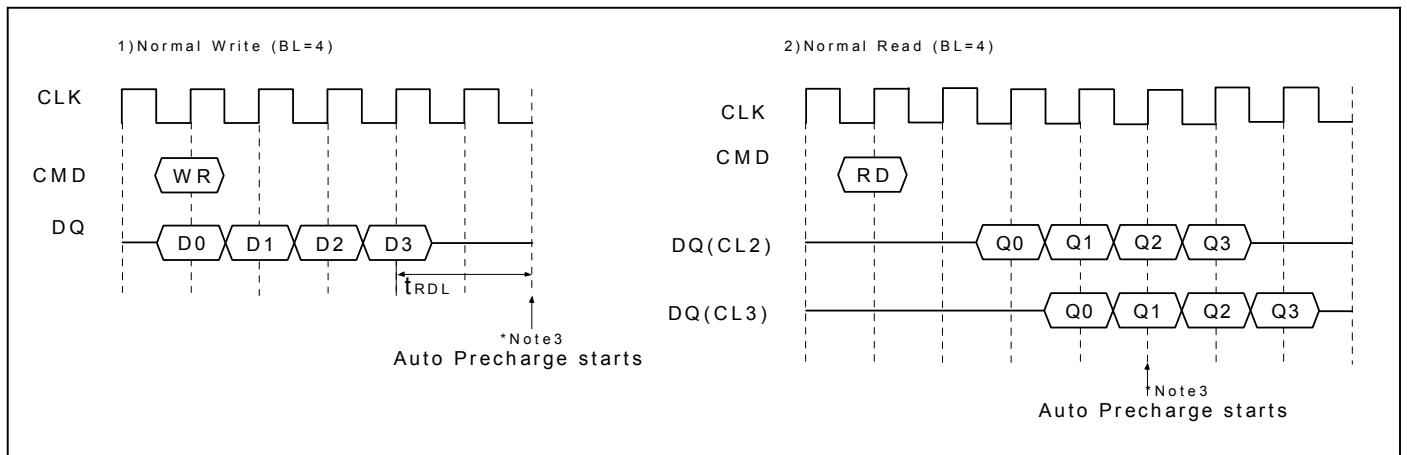 1)Normal Write (BL=4)
CLK
CMD
WR
DQ
D0 D1 D2 D3
tRDL
*Note3
Auto Precharge starts
2)Normal Read (BL=4)
CLK
CMD
RD
DQ(CL2)
Q0 Q1 Q2 Q3
DQ(CL3)
Q0 Q1 Q2 Q3
*Note3
Auto Precharge starts